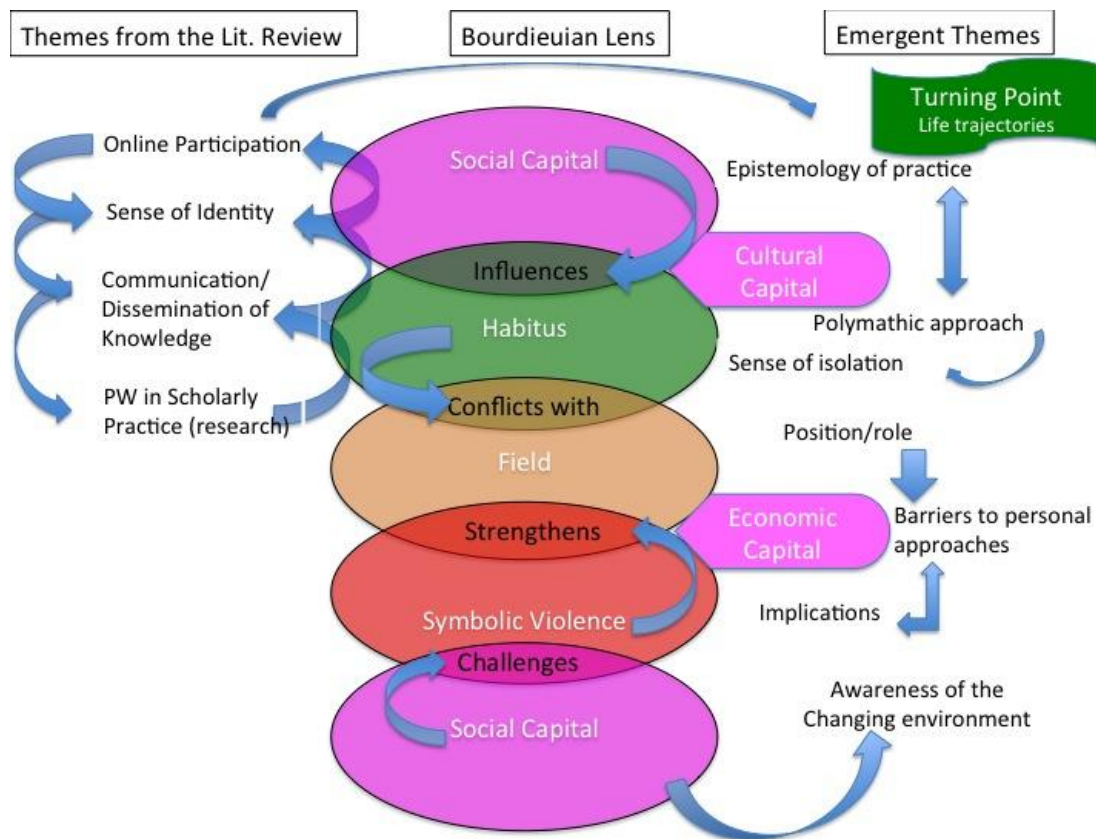 Themes from the Lit. Review
Bourdieuian Lens
Emergent Themes
Online Participation
Sense of Identity
Communication/
Dissemination of
Knowledge
PW in Scholarly
Practice (research)
Social Capital
Influences
Habitus
Conflicts with
Field
Strengthens
Symbolic Violence
Challenges
Social Capital
Cultural
Capital
Economic
Capital
Turning Point
Life trajectories
Epistemology of practice
Polymathic approach
Sense of isolation
Position/role
Barriers to personal
approaches
Implications
Awareness of the
Changing environment